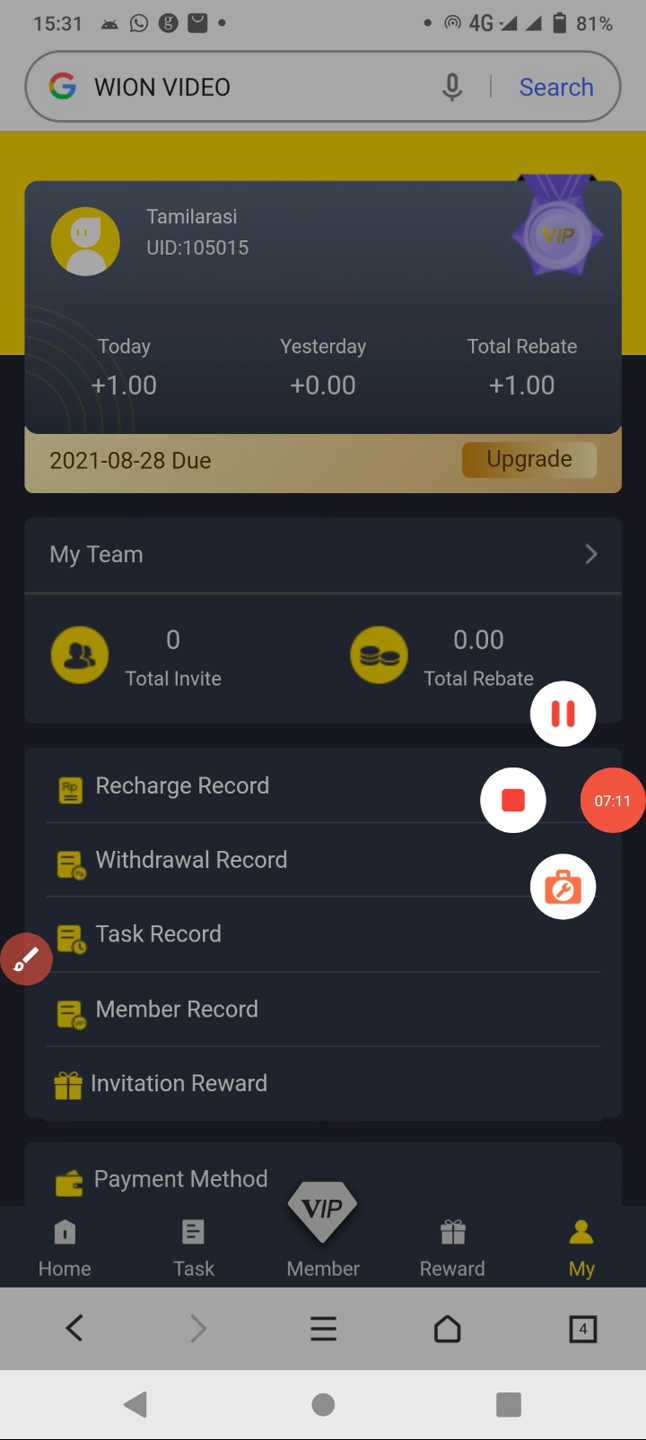 15:31
4G 81%
WION VIDEO
Search
Tamilarasi
UID:105015
VIP
Today Yesterday Total Rebate
+1.00 +0.00 +1.00
2021-08-28 Due
Upgrade
My Team
0 0.00
Total Invite Total Rebate
Rp Recharge Record
07:11
Withdrawal Record
Task Record
Member Record
Invitation Reward
Payment Method
VIP
Home Task Member Reward My
4